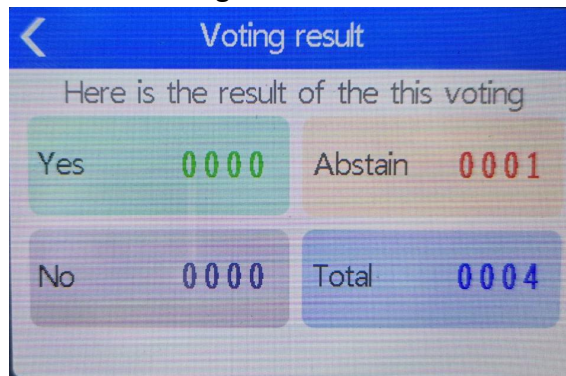 Voting result
Here is the result of the this voting
Yes 0000 Abstain 0001
No 0000 Total 0004